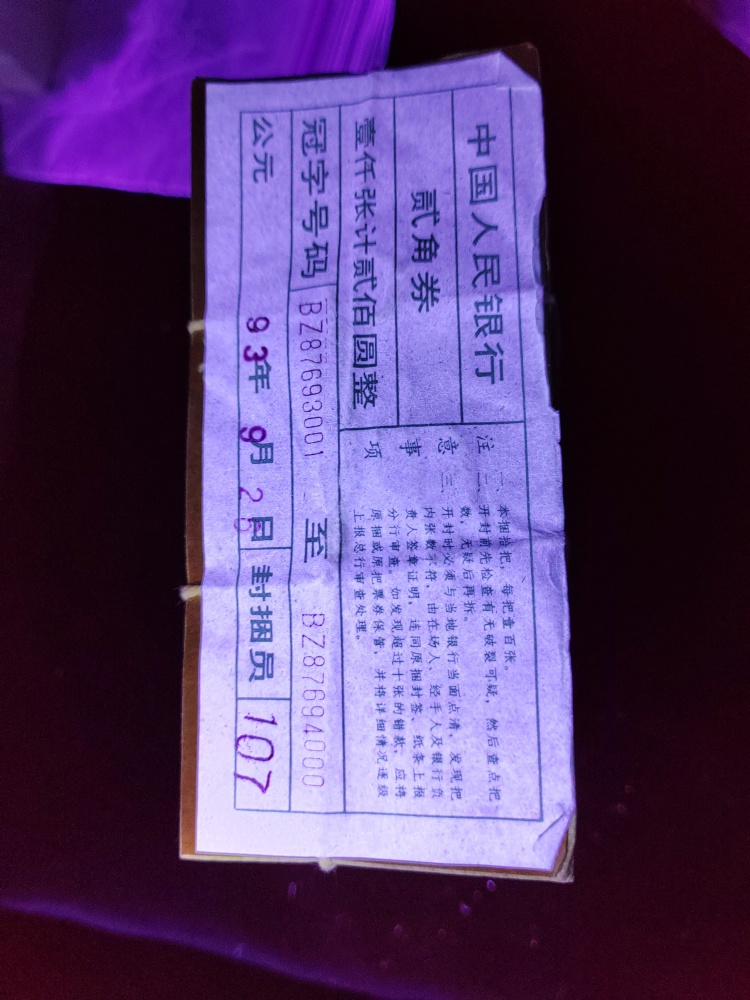 中国人民银行
贰角券
壹仟张计贰佰圆整
注意事项
一、本捆拾把，每把壹百张。
二、开封前先检查有无破裂可疑，然后查点把
数，无疑后再拆。
三、开封时必须与当地银行当面点清，发现把
内张数不符，由在场人、经手人及银行负
责人签章证明，连同原捆封签、纸条上报
分行审查。如发现超过十张的错款，应将
原捆或原把票券保管，并将详细情况逐级
上报总行审查处理。
冠字号码 BZ87693001 至 BZ87694000
公元 93年 9月 25日 封捆员 107